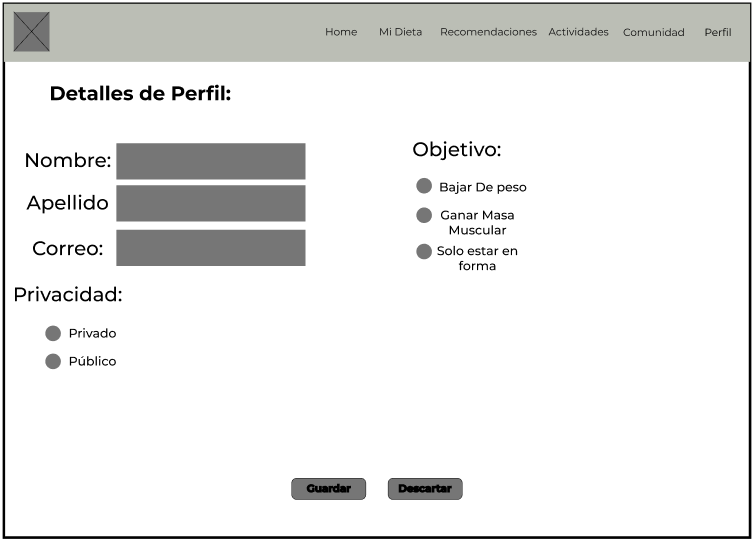 Home Mi Dieta Recomendaciones Actividades Comunidad Perfil
Detalles de Perfil:
Nombre:
Apellido
Correo:
Privacidad:
Privado
Público
Objetivo:
Bajar De peso
Ganar Masa
Muscular
Solo estar en
forma
Guardar Descartar